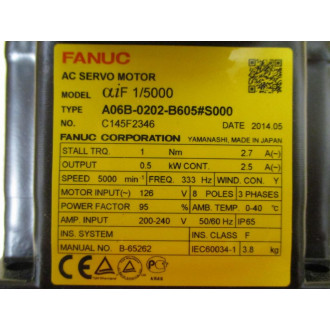 FANUC
AC SERVO MOTOR
MODEL αiF 1/5000
TYPE A06B-0202-B605#S000
NO. C145F2346 DATE 2014.05
FANUC CORPORATION YAMANASHI, MADE IN JAPAN
STALL TRQ. 1 Nm 2.7 A(~)
OUTPUT 0.5 kW CONT. 2.5 A(~)
SPEED 5000 min⁻¹ FREQ. 333 Hz WIND. CON. Y
MOTOR INPUT(~) 126 V 8 POLES 3 PHASES
POWER FACTOR 95 % AMB. TEMP. 0-40 ℃
AMP. INPUT 200-240 V 50/60 Hz IP65
INS. SYSTEM INS. CLASS F
MANUAL NO. B-65262 IEC60034-1 3.8 kg
CE